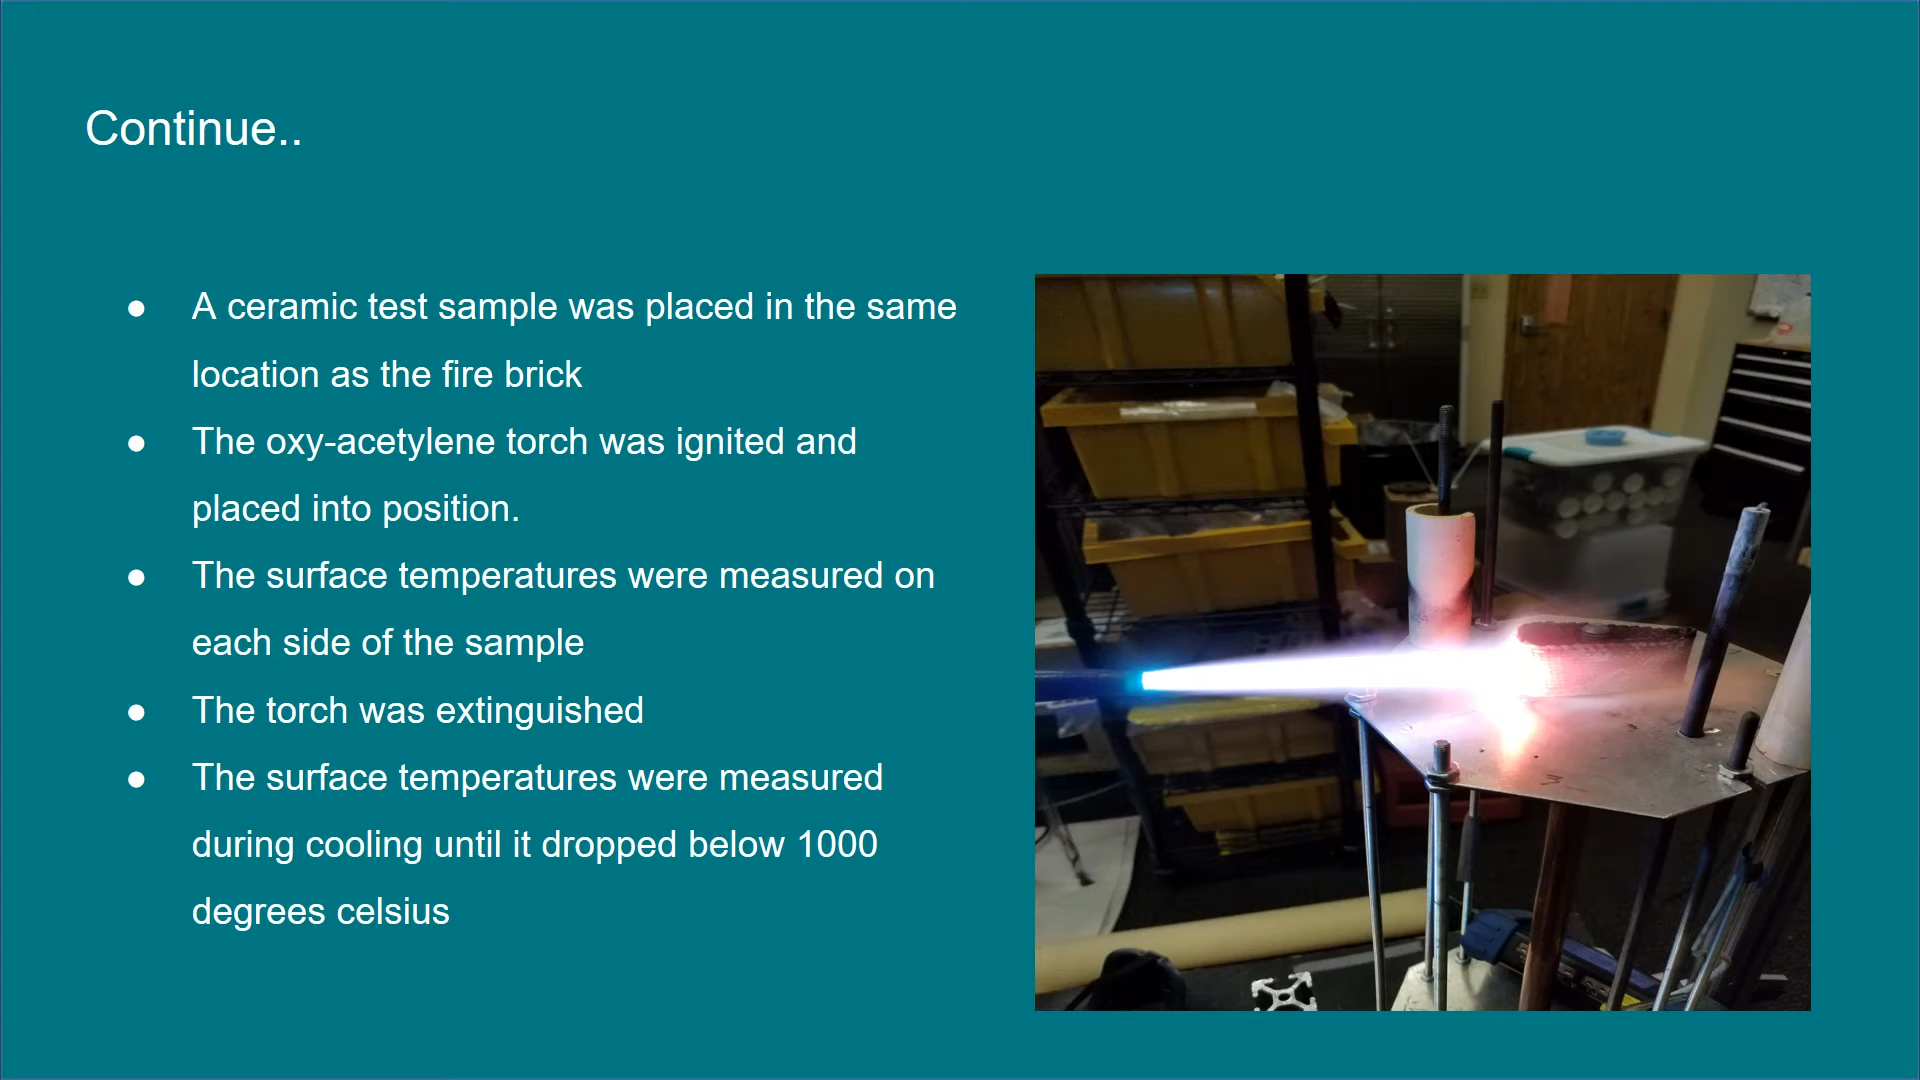 Continue..
● A ceramic test sample was placed in the same
location as the fire brick
● The oxy-acetylene torch was ignited and
placed into position.
● The surface temperatures were measured on
each side of the sample
● The torch was extinguished
● The surface temperatures were measured
during cooling until it dropped below 1000
degrees celsius